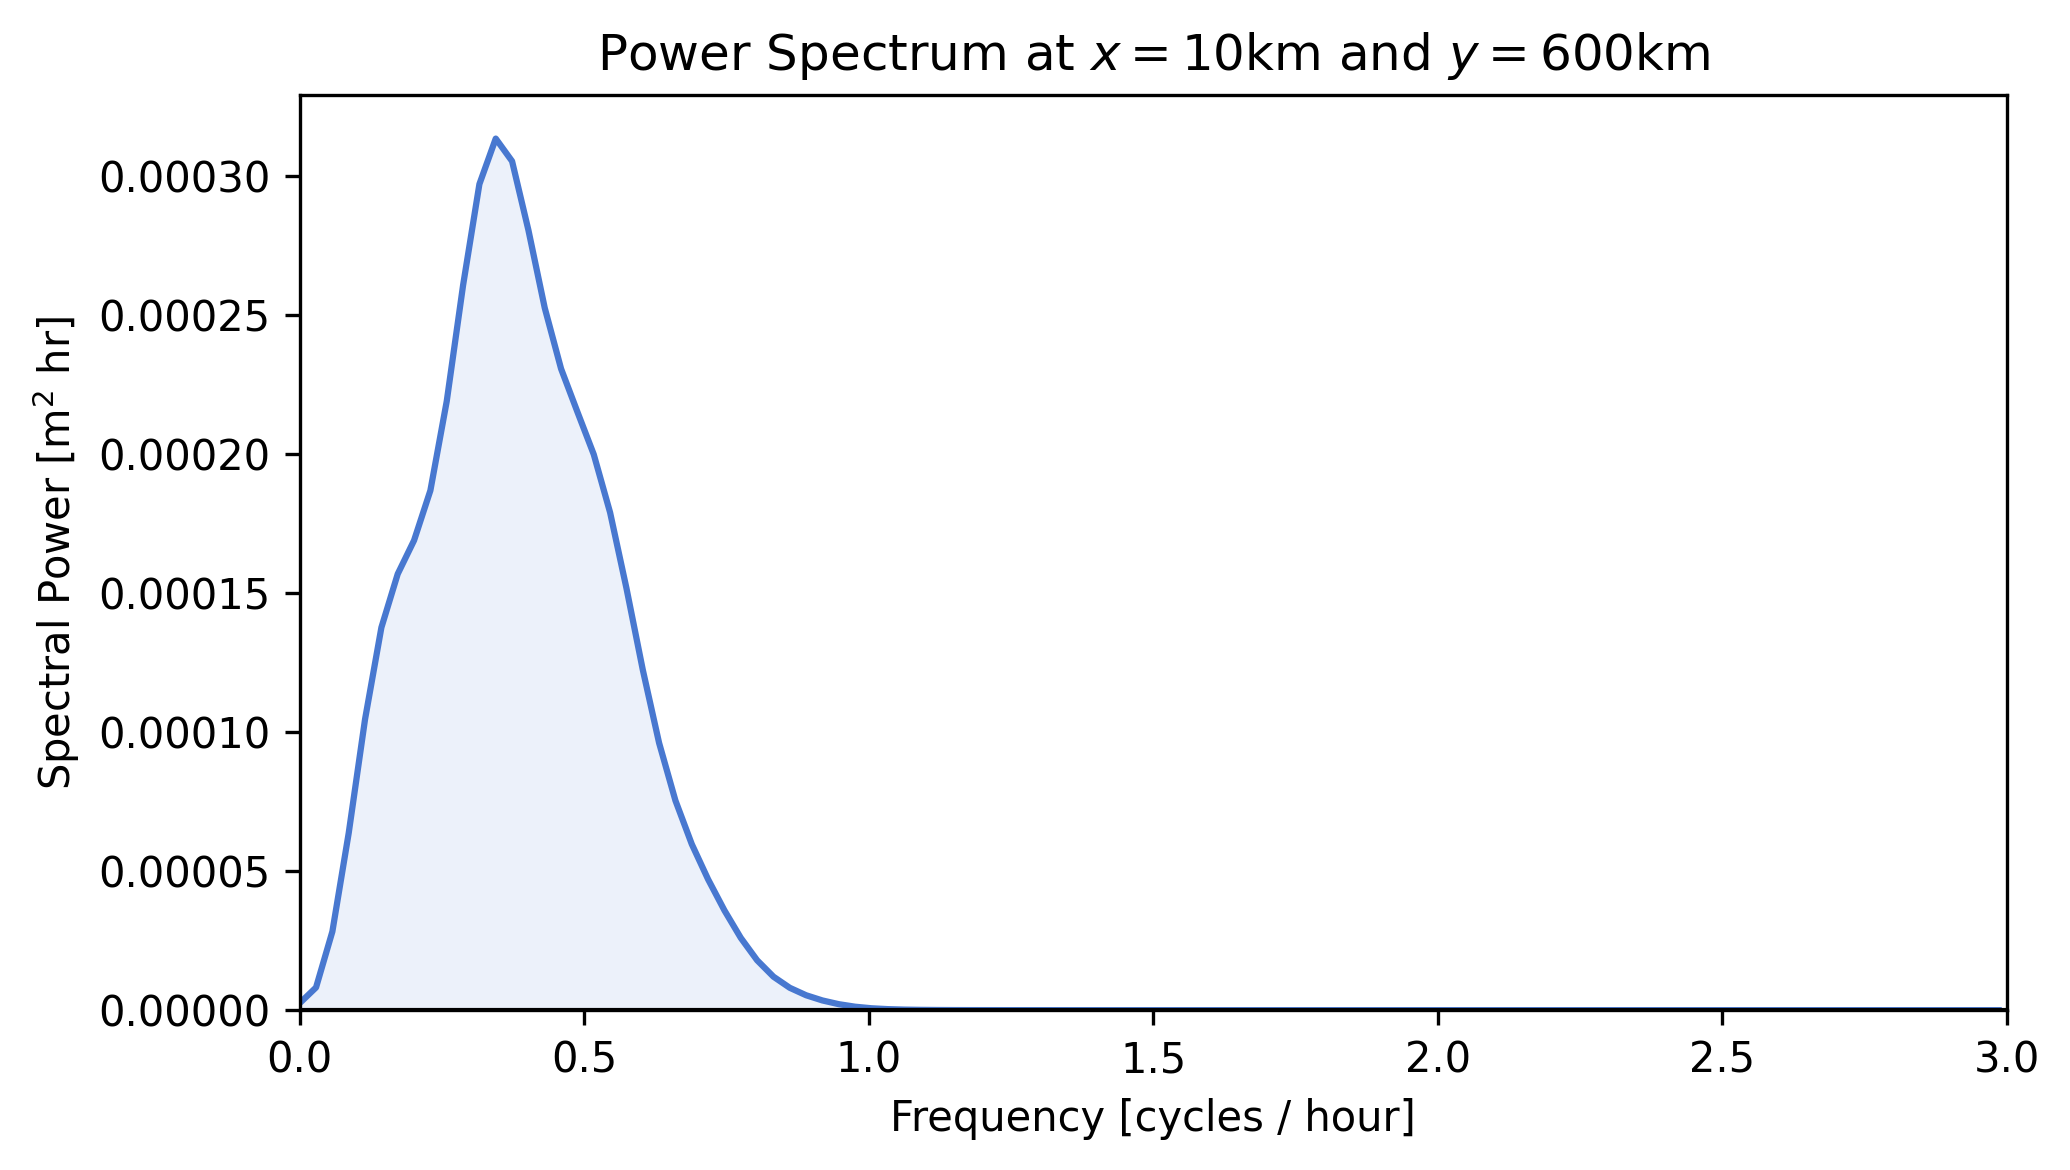 Power Spectrum at x = 10km and y = 600km
Spectral Power [m² hr]
0.00030
0.00025
0.00020
0.00015
0.00010
0.00005
0.00000
0.0 0.5 1.0 1.5 2.0 2.5 3.0
Frequency [cycles / hour]